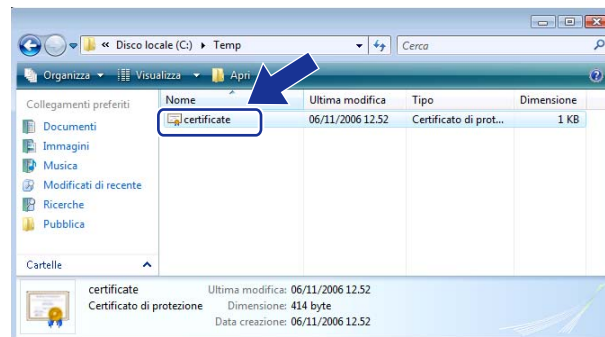 « Disco locale (C:) ▸ Temp
Cerca
Organizza Visualizza Apri
Collegamenti preferiti
Documenti
Immagini
Musica
Modificati di recente
Ricerche
Pubblica
Cartelle
Nome Ultima modifica Tipo Dimensione
certificate 06/11/2006 12.52 Certificato di prot... 1 KB
certificate Ultima modifica: 06/11/2006 12.52
Certificato di protezione Dimensione: 414 byte
Data creazione: 06/11/2006 12.52